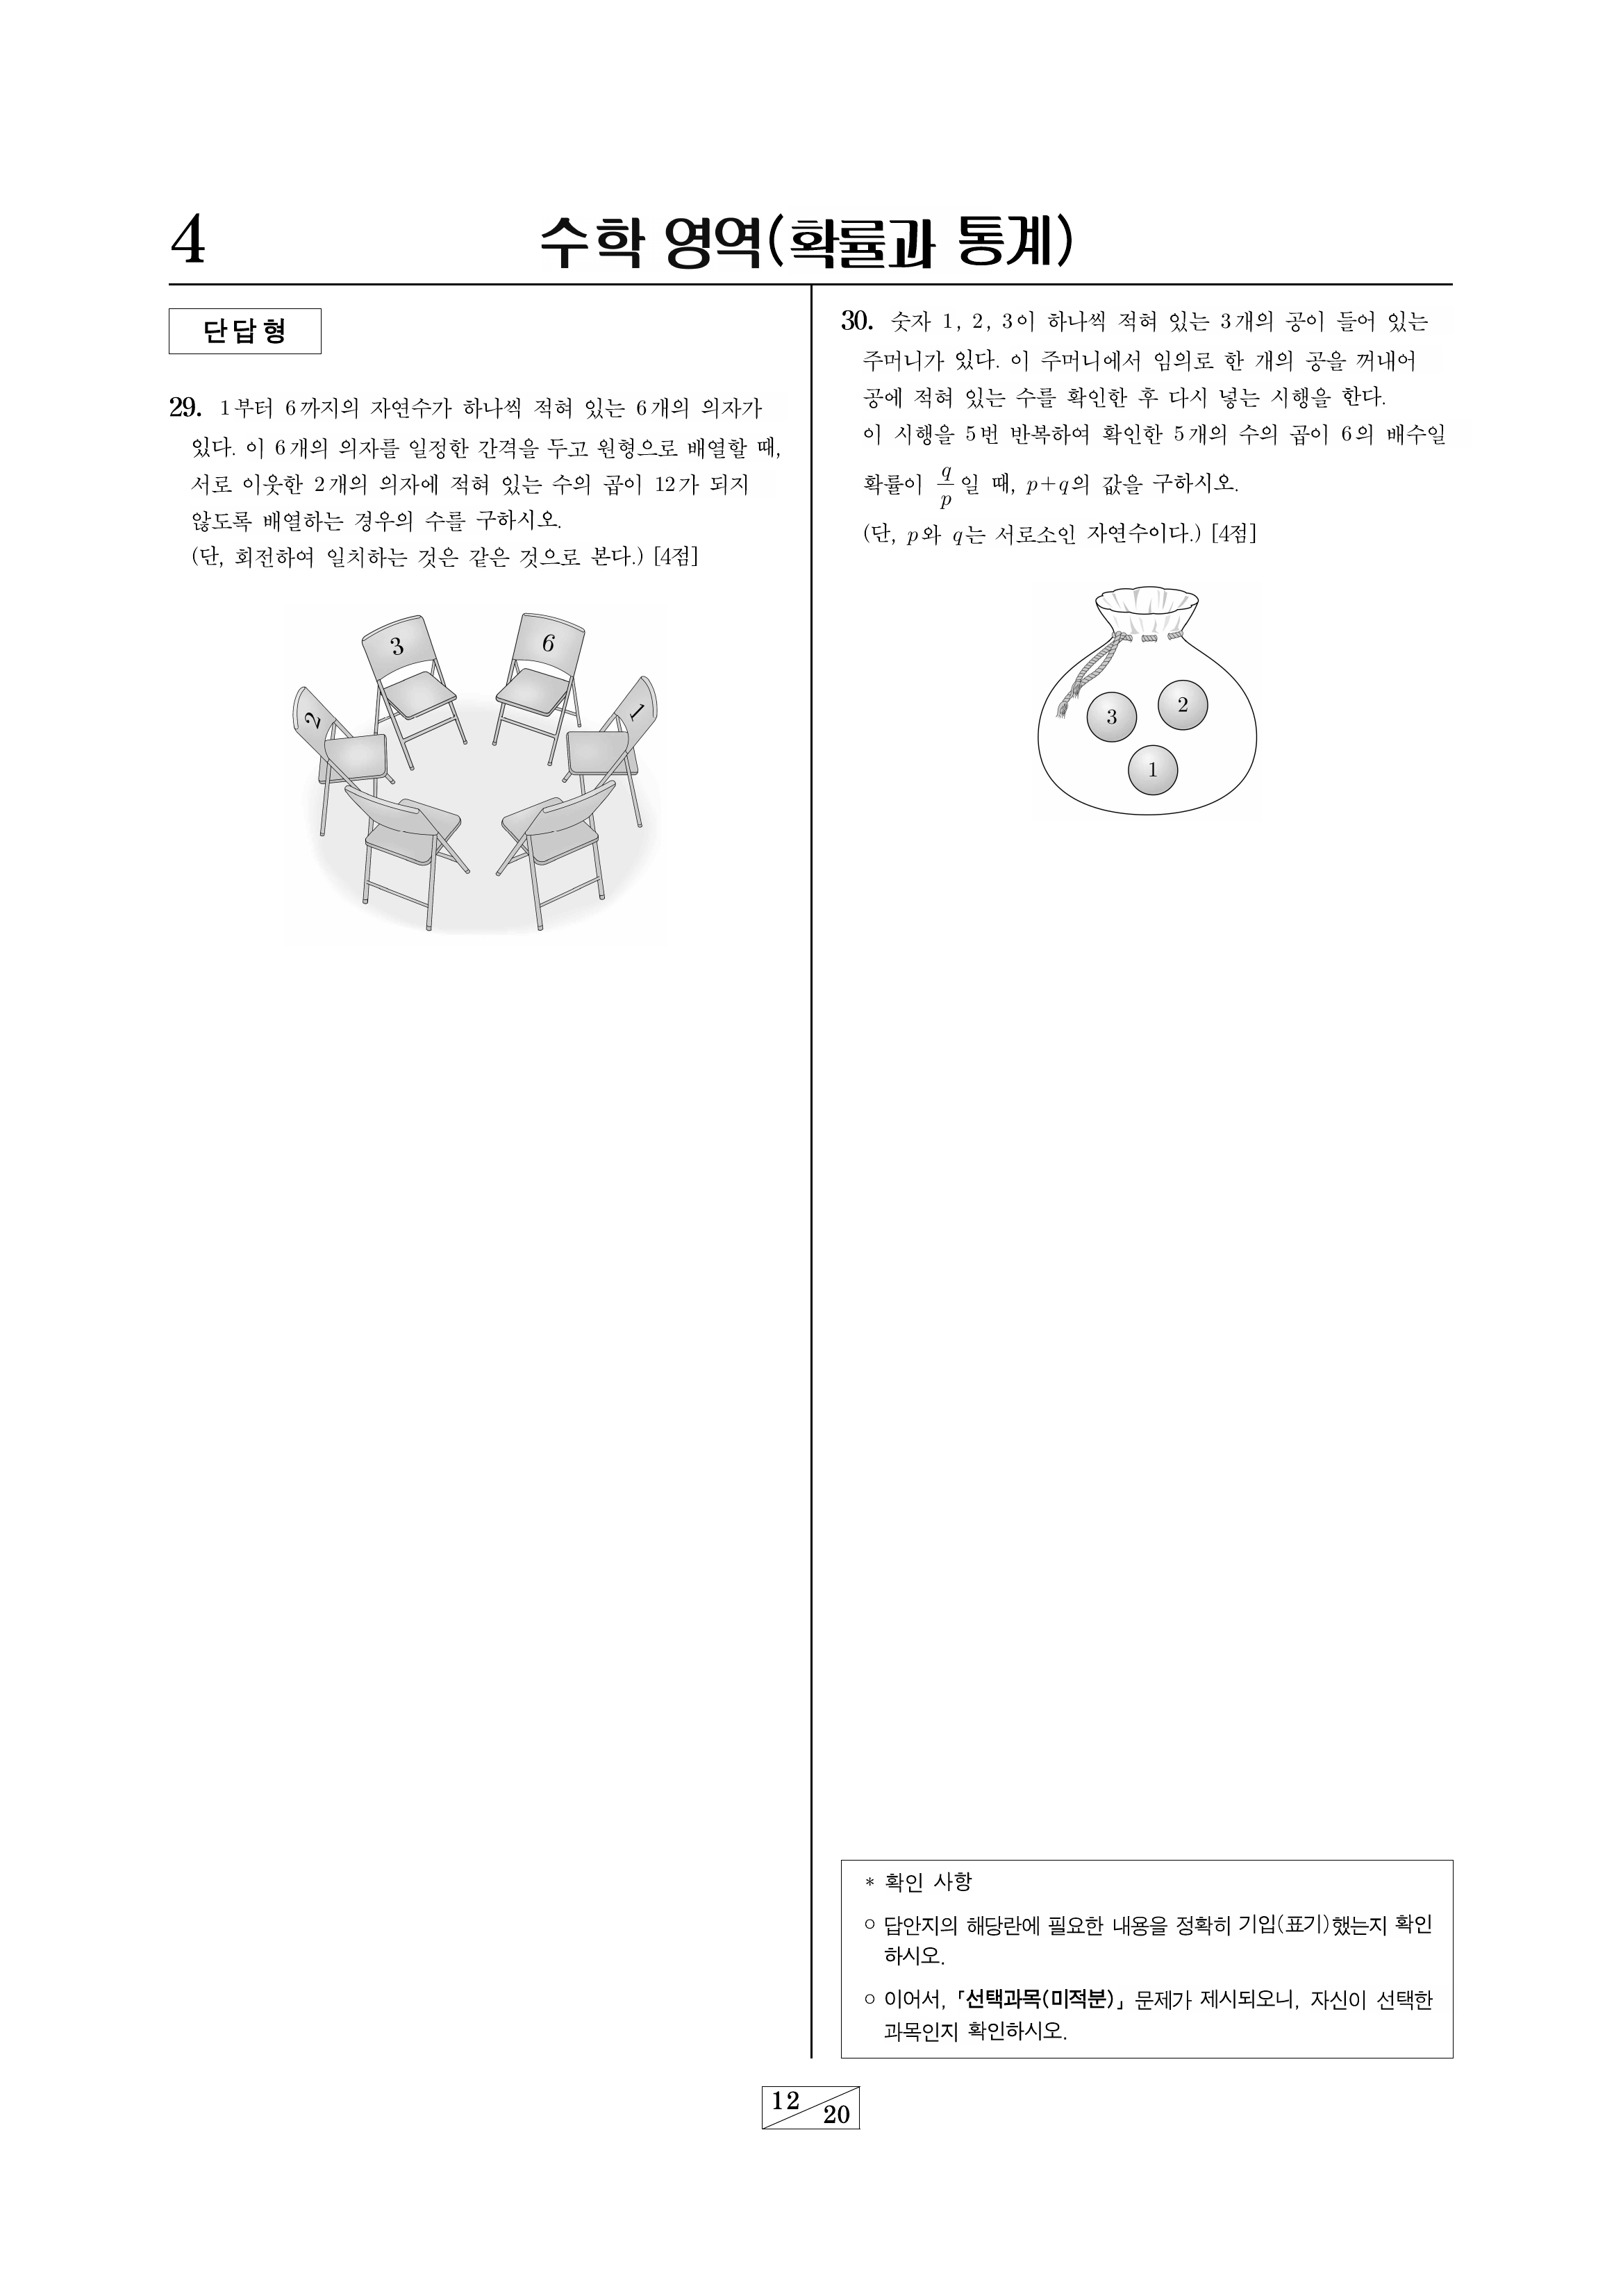 4
수학 영역(확률과 통계)
단답형
29. 1부터 6까지의 자연수가 하나씩 적혀 있는 6개의 의자가
있다. 이 6개의 의자를 일정한 간격을 두고 원형으로 배열할 때,
서로 이웃한 2개의 의자에 적혀 있는 수의 곱이 12가 되지
않도록 배열하는 경우의 수를 구하시오.
(단, 회전하여 일치하는 것은 같은 것으로 본다.) [4점]
3
6
2
1
30. 숫자 1, 2, 3이 하나씩 적혀 있는 3개의 공이 들어 있는
주머니가 있다. 이 주머니에서 임의로 한 개의 공을 꺼내어
공에 적혀 있는 수를 확인한 후 다시 넣는 시행을 한다.
이 시행을 5번 반복하여 확인한 5개의 수의 곱이 6의 배수일
확률이 q/p 일 때, p+q의 값을 구하시오.
(단, p와 q는 서로소인 자연수이다.) [4점]
3
2
1
* 확인 사항
○ 답안지의 해당란에 필요한 내용을 정확히 기입(표기)했는지 확인
하시오.
○ 이어서, 「선택과목(미적분)」 문제가 제시되오니, 자신이 선택한
과목인지 확인하시오.
12
20